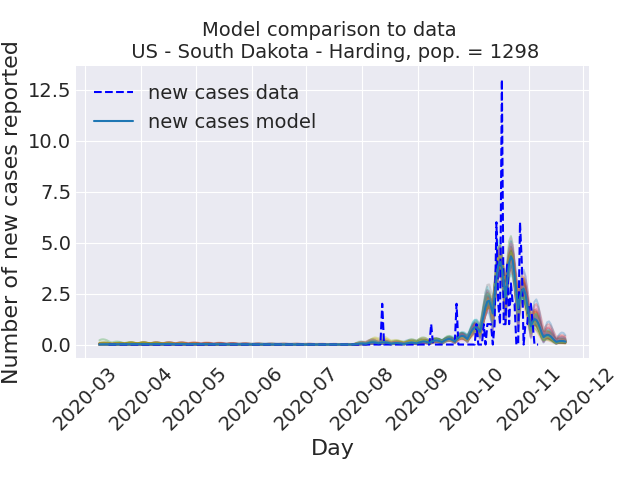 Model comparison to data
US - South Dakota - Harding, pop. = 1298
Number of new cases reported
12.5
10.0
7.5
5.0
2.5
0.0
new cases data
new cases model
2020-03
2020-04
2020-05
2020-06
2020-07
2020-08
2020-09
2020-10
2020-11
2020-12
Day